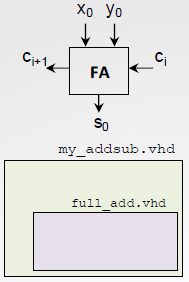 x₀ y₀
cᵢ₊₁ FA cᵢ
s₀
my_addsub.vhd
full_add.vhd